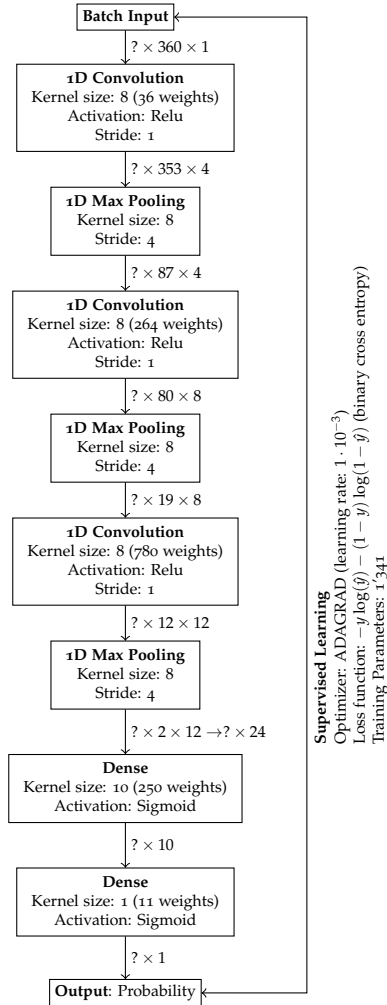 Batch Input
? × 360 × 1
1D Convolution
Kernel size: 8 (36 weights)
Activation: Relu
Stride: 1
? × 353 × 4
1D Max Pooling
Kernel size: 8
Stride: 4
? × 87 × 4
1D Convolution
Kernel size: 8 (264 weights)
Activation: Relu
Stride: 1
? × 80 × 8
1D Max Pooling
Kernel size: 8
Stride: 4
? × 19 × 8
1D Convolution
Kernel size: 8 (780 weights)
Activation: Relu
Stride: 1
? × 12 × 12
1D Max Pooling
Kernel size: 8
Stride: 4
? × 2 × 12 →? × 24
Dense
Kernel size: 10 (250 weights)
Activation: Sigmoid
? × 10
Dense
Kernel size: 1 (11 weights)
Activation: Sigmoid
? × 1
Output: Probability
Supervised Learning
Optimizer: ADAGRAD (learning rate: 1 · 10⁻³)
Loss function: −y log(ŷ) − (1 − y) log(1 − ŷ) (binary cross entropy)
Training Parameters: 1'341